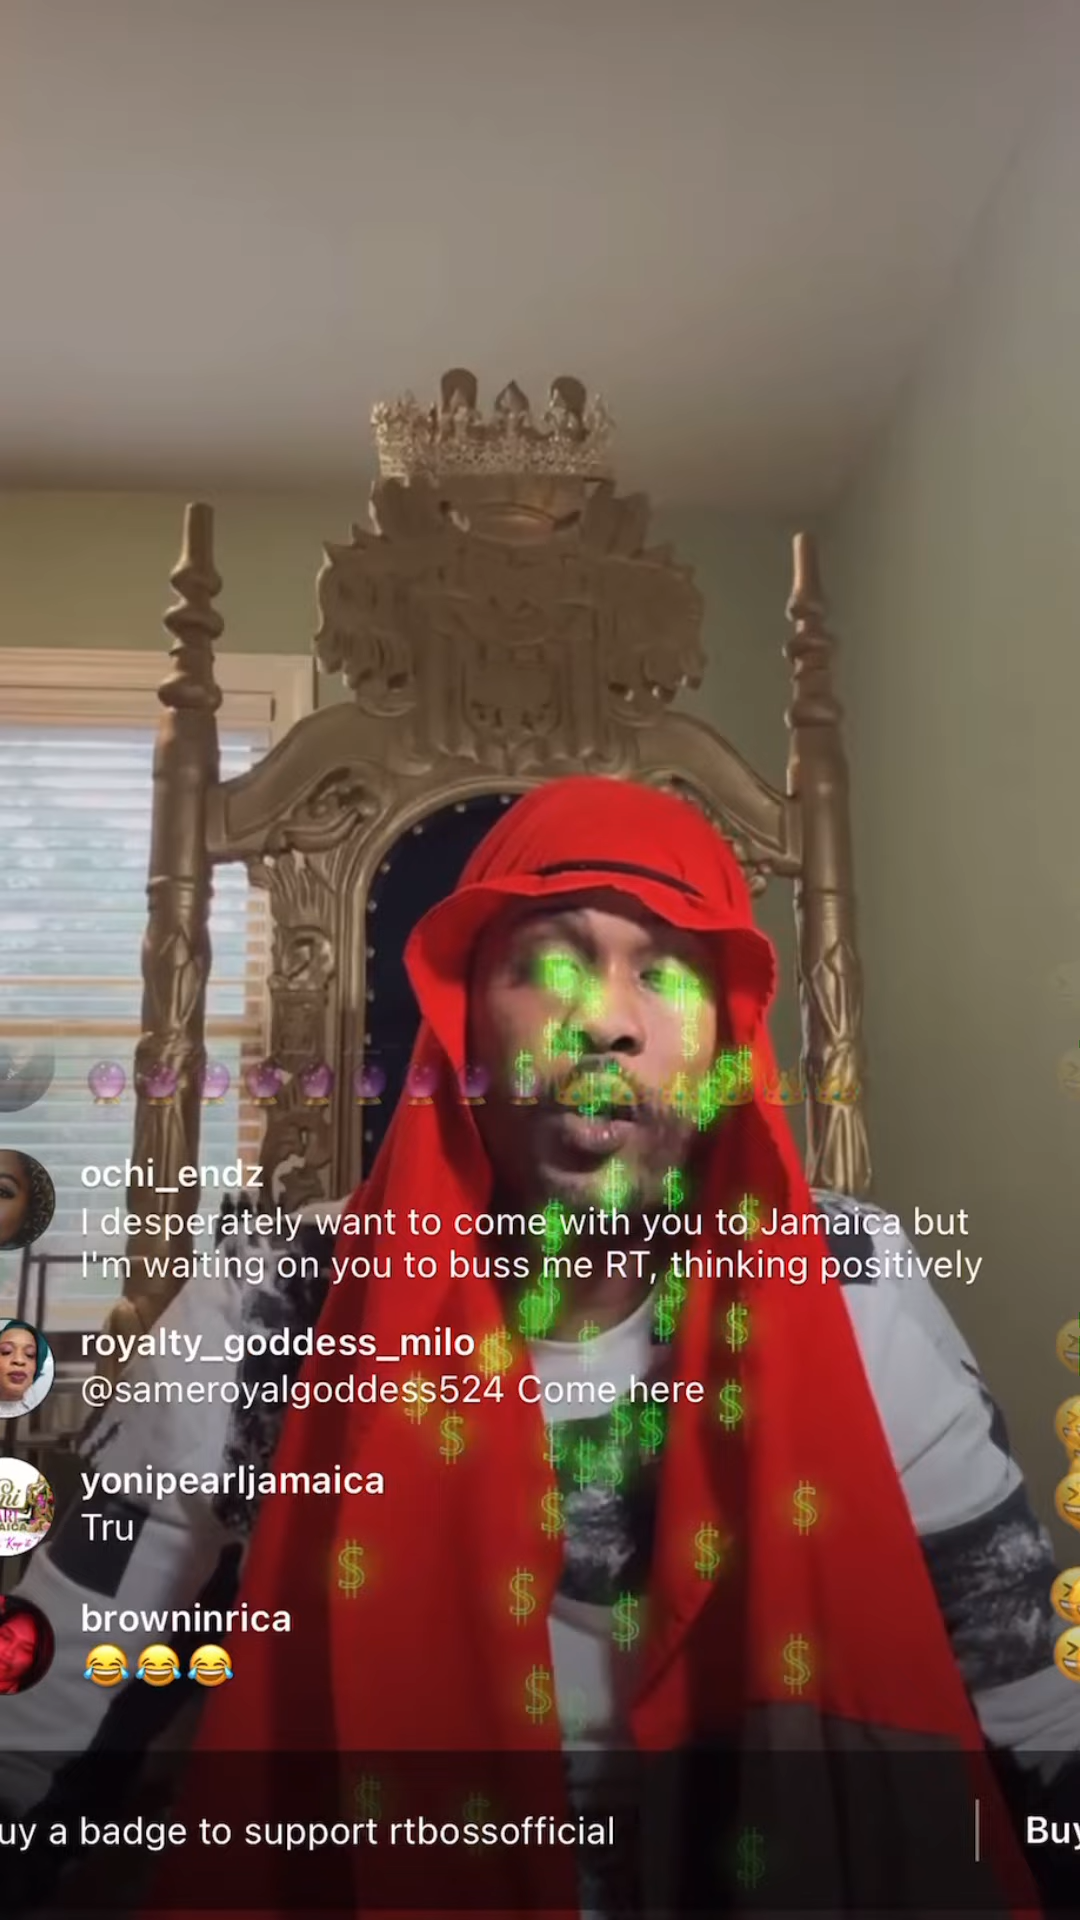 ochi_endz
I desperately want to come with you to Jamaica but
I'm waiting on you to buss me RT, thinking positively
royalty_goddess_milo
@sameroyalgoddess524 Come here
yonipearljamaica
Tru
browninrica
😂😂😂
uy a badge to support rtbossofficial
Buy